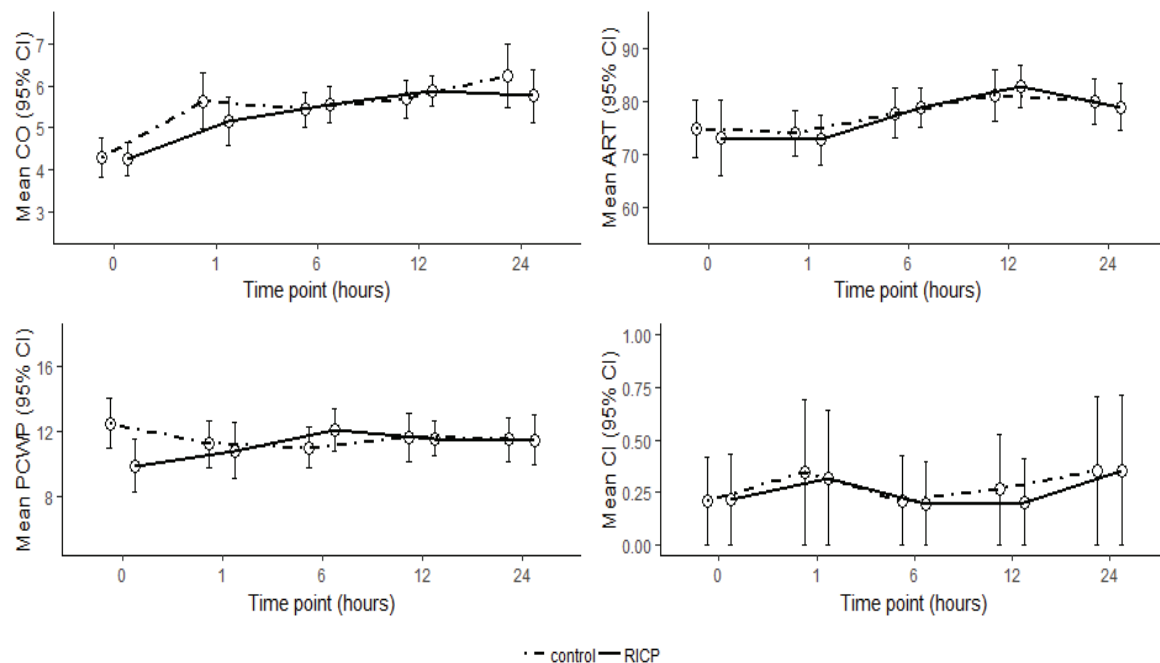 Mean CO (95% CI)
7
6
5
4
3
0 1 6 12 24
Time point (hours)
Mean ART (95% CI)
90
80
70
60
0 1 6 12 24
Time point (hours)
Mean PCWP (95% CI)
16
12
8
0 1 6 12 24
Time point (hours)
Mean CI (95% CI)
1.00
0.75
0.50
0.25
0.00
0 1 6 12 24
Time point (hours)
control RICP